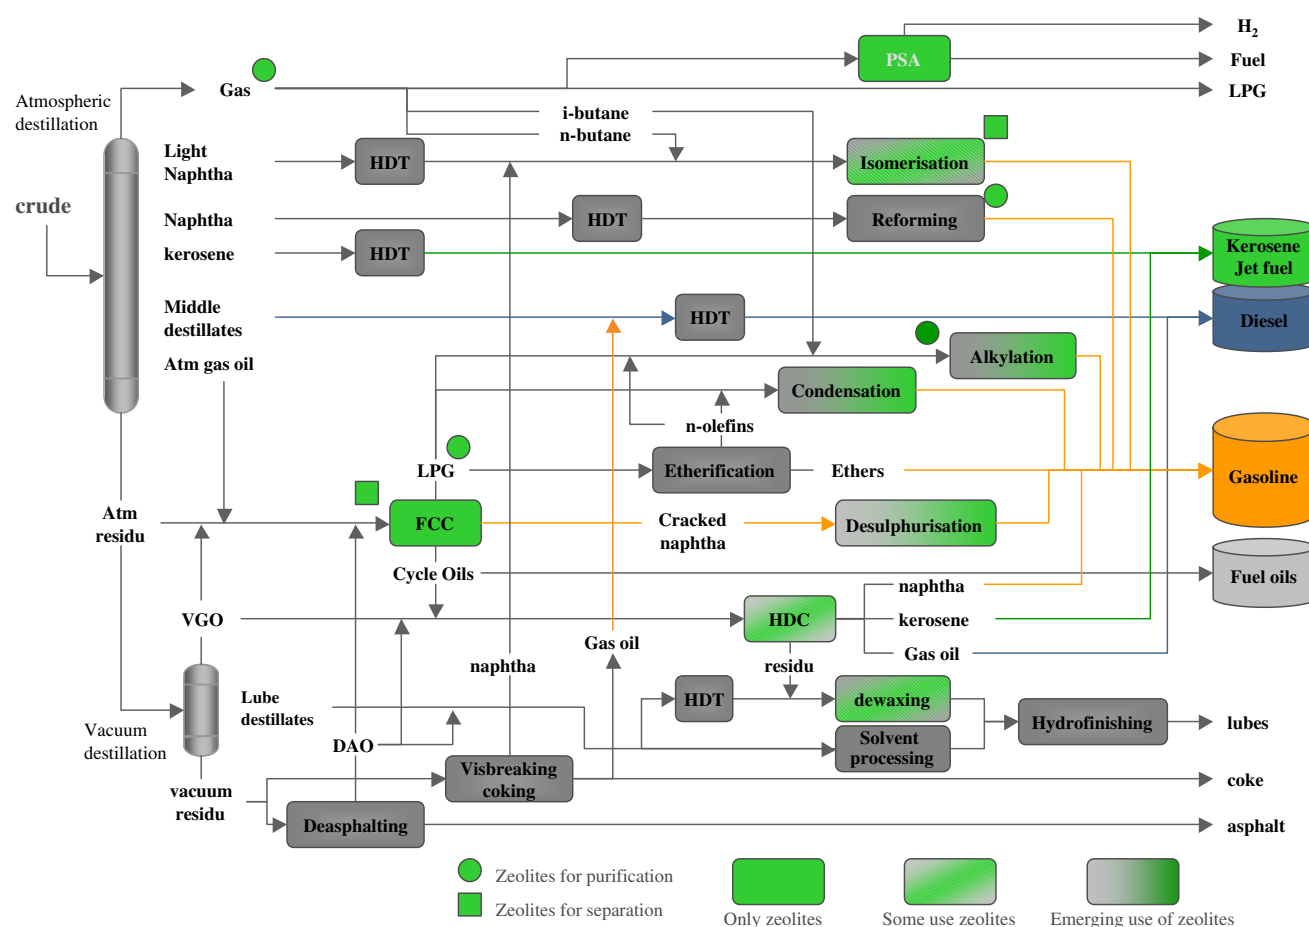 H2
PSA
Fuel
Gas
LPG
Atmospheric
destillation
i-butane
n-butane
Light
Naphtha
HDT
Isomerisation
crude
Naphtha
HDT
Reforming
kerosene
HDT
Kerosene
Jet fuel
Middle
destillates
HDT
Diesel
Atm gas oil
Alkylation
Condensation
n-olefins
LPG
Etherification
Ethers
Gasoline
Atm
residu
FCC
Cracked
naphtha
Desulphurisation
Cycle Oils
Fuel oils
naphtha
VGO
HDC
kerosene
Gas oil
Gas oil
naphtha
residu
Lube
destillates
HDT
dewaxing
Vacuum
destillation
DAO
Solvent
processing
Hydrofinishing
lubes
vacuum
residu
Visbreaking
coking
coke
Deasphalting
asphalt
Zeolites for purification
Zeolites for separation
Only zeolites
Some use zeolites
Emerging use of zeolites